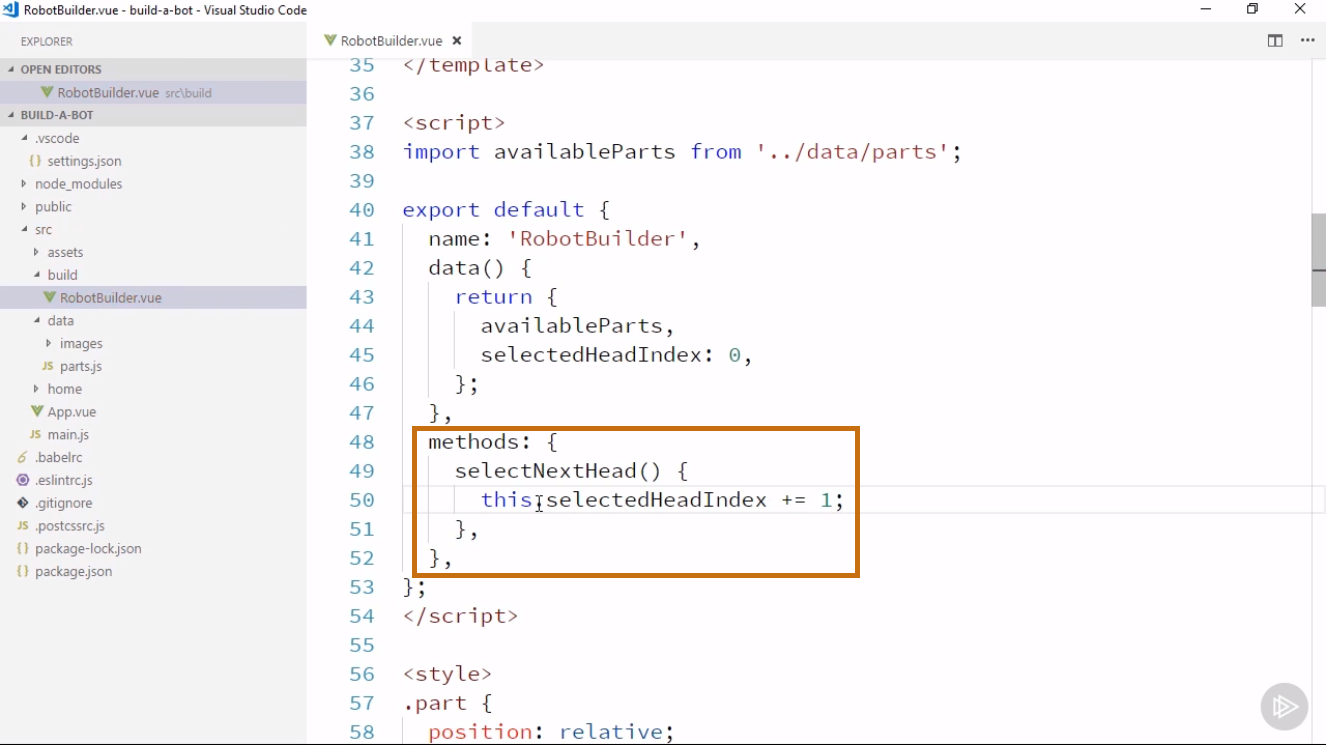 RobotBuilder.vue - build-a-bot - Visual Studio Code
EXPLORER
OPEN EDITORS
RobotBuilder.vue src\build
BUILD-A-BOT
.vscode
{} settings.json
node_modules
public
src
assets
build
RobotBuilder.vue
data
images
JS parts.js
home
App.vue
JS main.js
.babelrc
.eslintrc.js
.gitignore
JS .postcssrc.js
{} package-lock.json
{} package.json
RobotBuilder.vue
35 </template>
36
37 <script>
38 import availableParts from '../data/parts';
39
40 export default {
41 name: 'RobotBuilder',
42 data() {
43 return {
44 availableParts,
45 selectedHeadIndex: 0,
46 };
47 },
48 methods: {
49 selectNextHead() {
50 this.selectedHeadIndex += 1;
51 },
52 },
53 };
54 </script>
55
56 <style>
57 .part {
58 position: relative;